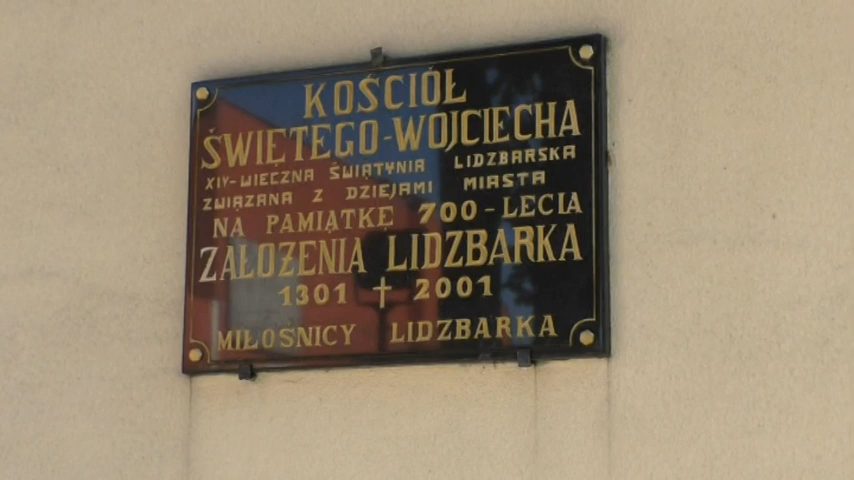 KOŚCIÓŁ
ŚWIĘTEGO-WOJCIECHA
XIV-WIECZNA ŚWIĄTYNIA LIDZBARSKA
ZWIĄZANA Z DZIEJAMI MIASTA
NA PAMIĄTKĘ 700-LECIA
ZAŁOŻENIA LIDZBARKA
1301 † 2001
MIŁOŚNICY LIDZBARKA